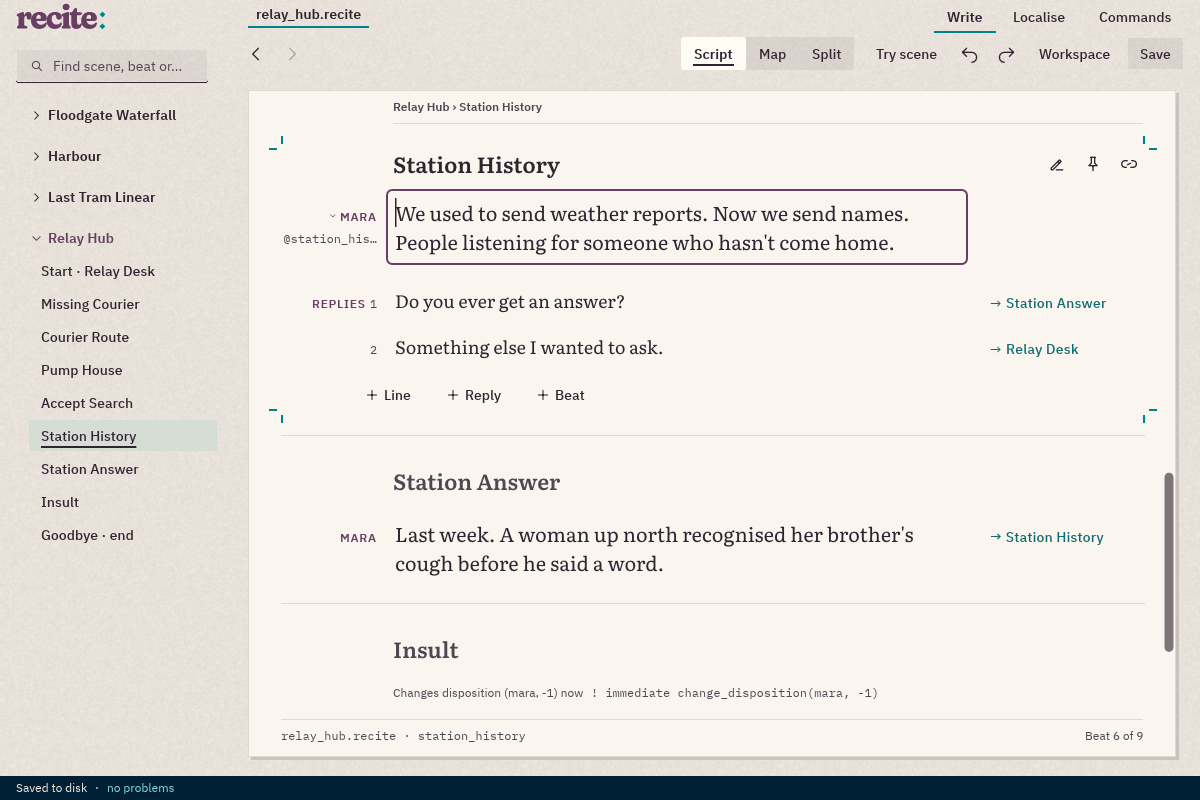 recite:
relay_hub.recite
Write
Localise
Commands
Find scene, beat or...
Script
Map
Split
Try scene
Workspace
Save
Floodgate Waterfall
Harbour
Last Tram Linear
Relay Hub
Start · Relay Desk
Missing Courier
Courier Route
Pump House
Accept Search
Station History
Station Answer
Insult
Goodbye · end
Relay Hub › Station History
Station History
MARA
@station_his…
We used to send weather reports. Now we send names.
People listening for someone who hasn't come home.
REPLIES 1
Do you ever get an answer?
→ Station Answer
2
Something else I wanted to ask.
→ Relay Desk
+ Line
+ Reply
+ Beat
Station Answer
MARA
Last week. A woman up north recognised her brother's
cough before he said a word.
→ Station History
Insult
Changes disposition (mara, -1) now ! immediate change_disposition(mara, -1)
relay_hub.recite · station_history
Beat 6 of 9
Saved to disk · no problems